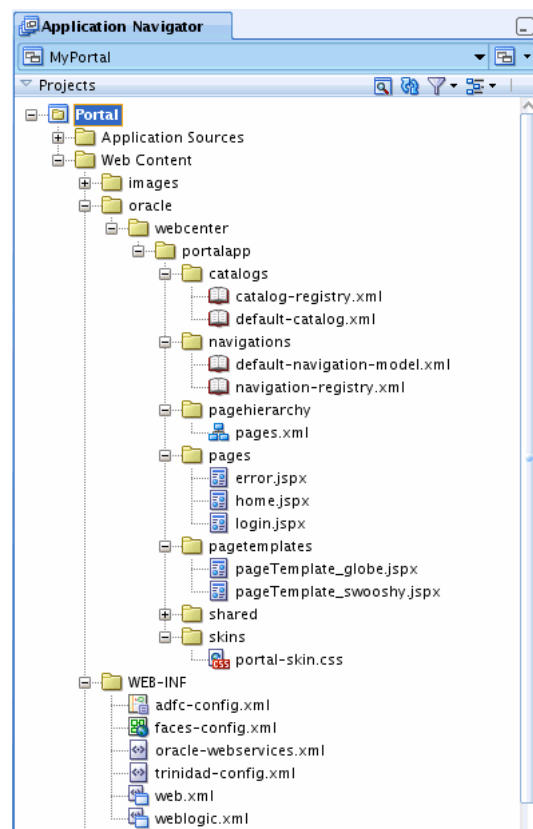 Application Navigator
MyPortal
Projects
Portal
Application Sources
Web Content
images
oracle
webcenter
portalapp
catalogs
catalog-registry.xml
default-catalog.xml
navigations
default-navigation-model.xml
navigation-registry.xml
pagehierarchy
pages.xml
pages
error.jspx
home.jspx
login.jspx
pagetemplates
pageTemplate_globe.jspx
pageTemplate_swooshy.jspx
shared
skins
css portal-skin.css
WEB-INF
adfc-config.xml
faces-config.xml
oracle-webservices.xml
trinidad-config.xml
web.xml
weblogic.xml